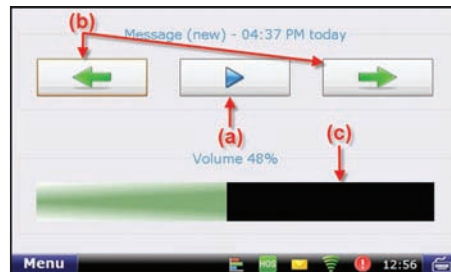 (b)
Message (new) - 04:37 PM today
(a)
(c)
Volume 48%
Menu HOS 12:56